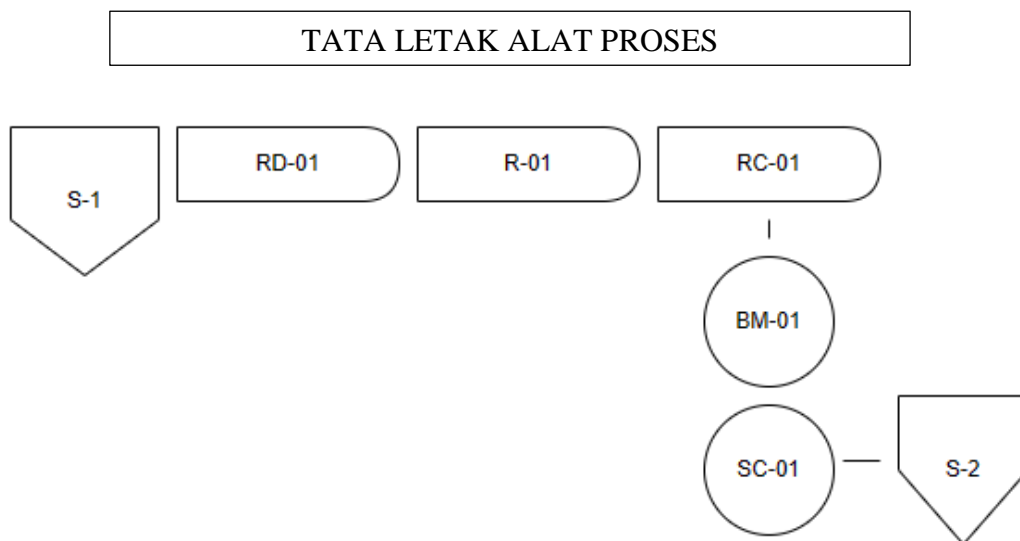 TATA LETAK ALAT PROSES
S-1
RD-01
R-01
RC-01
BM-01
SC-01
S-2